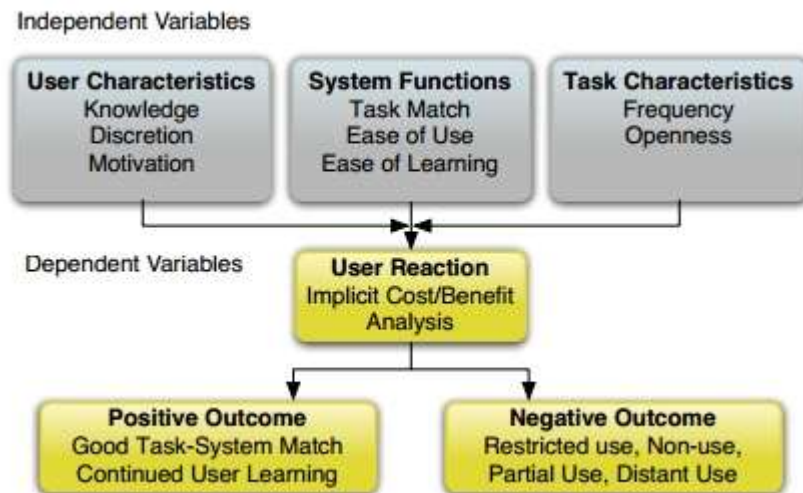 Independent Variables
User Characteristics
Knowledge
Discretion
Motivation
System Functions
Task Match
Ease of Use
Ease of Learning
Task Characteristics
Frequency
Openness
Dependent Variables
User Reaction
Implicit Cost/Benefit
Analysis
Positive Outcome
Good Task-System Match
Continued User Learning
Negative Outcome
Restricted use, Non-use,
Partial Use, Distant Use